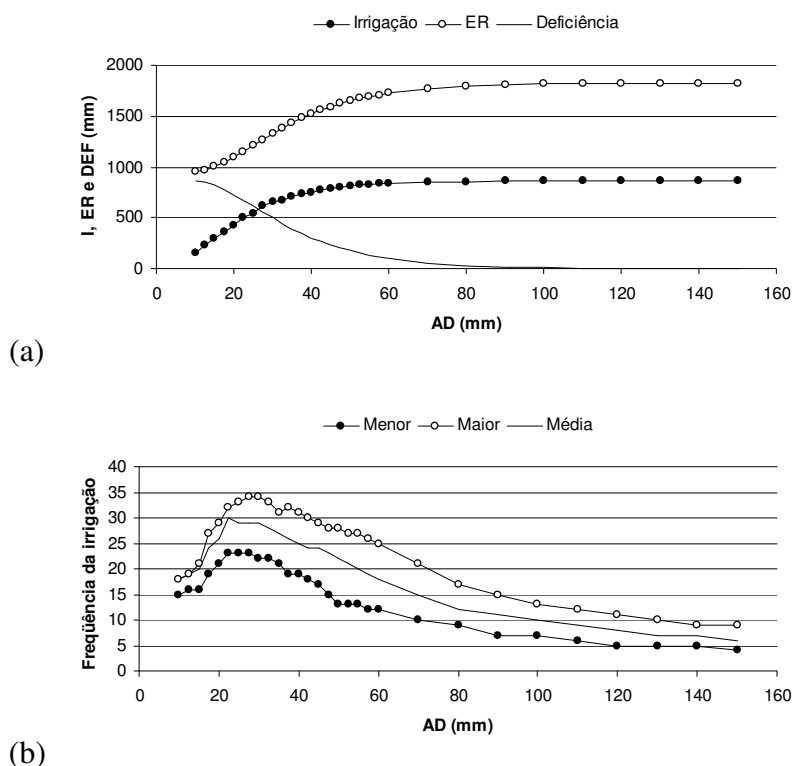 Irrigação ER Deficiência
I, ER e DEF (mm)
2000
1500
1000
500
0
0 20 40 60 80 100 120 140 160
AD (mm)
(a)
Menor Maior Média
Freqüência da irrigação
40
35
30
25
20
15
10
5
0
0 20 40 60 80 100 120 140 160
AD (mm)
(b)